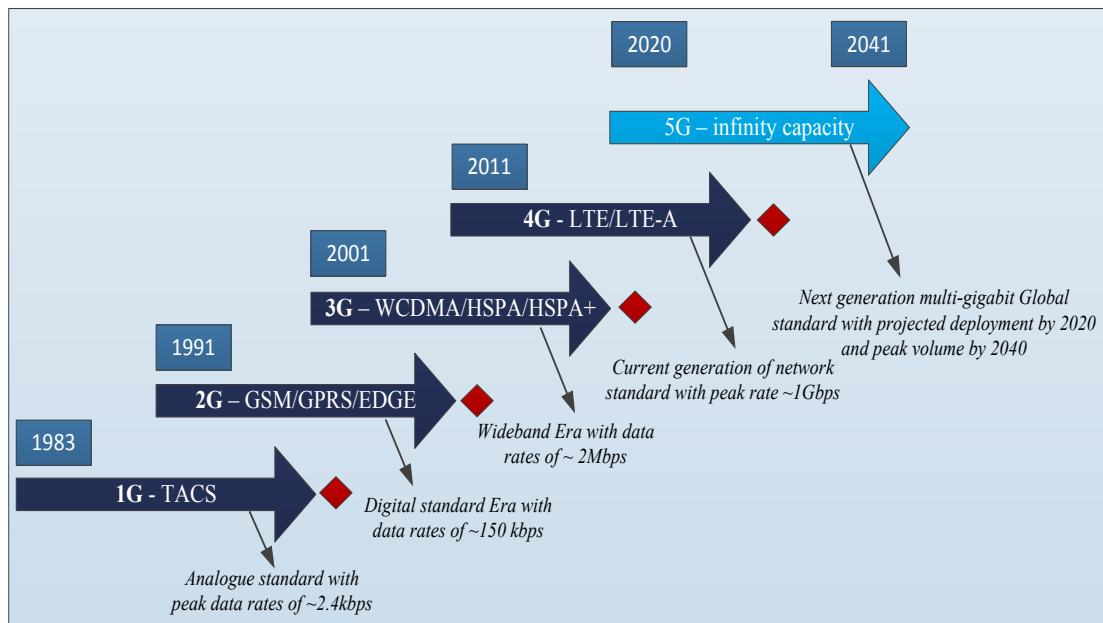 2020
2041
5G – infinity capacity
2011
4G - LTE/LTE-A
2001
3G – WCDMA/HSPA/HSPA+
Next generation multi-gigabit Global
standard with projected deployment by 2020
and peak volume by 2040
1991
2G – GSM/GPRS/EDGE
Current generation of network
standard with peak rate ~1Gbps
Wideband Era with data
rates of ~ 2Mbps
1983
1G - TACS
Digital standard Era with
data rates of ~150 kbps
Analogue standard with
peak data rates of ~2.4kbps